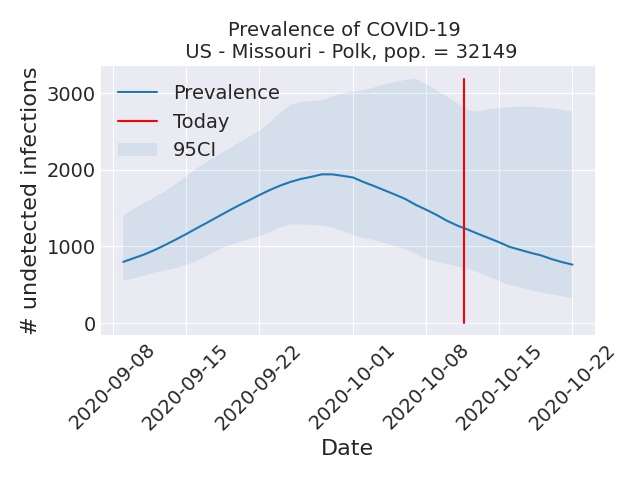 Prevalence of COVID-19
US - Missouri - Polk, pop. = 32149
# undetected infections
3000
2000
1000
0
Prevalence
Today
95CI
2020-09-08
2020-09-15
2020-09-22
2020-10-01
2020-10-08
2020-10-15
2020-10-22
Date